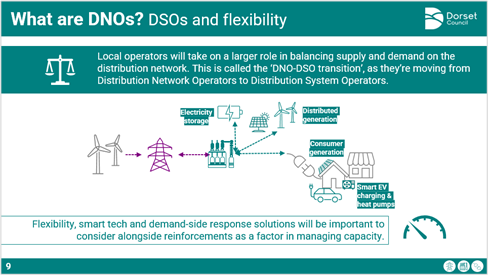 What are DNOs? DSOs and flexibility
Dorset
Council
Local operators will take on a larger role in balancing supply and demand on the
distribution network. This is called the ‘DNO-DSO transition’, as they’re moving from
Distribution Network Operators to Distribution System Operators.
Electricity
storage
Distributed
generation
Consumer
generation
Smart EV
charging &
heat pumps
Flexibility, smart tech and demand-side response solutions will be important to
consider alongside reinforcements as a factor in managing capacity.
9